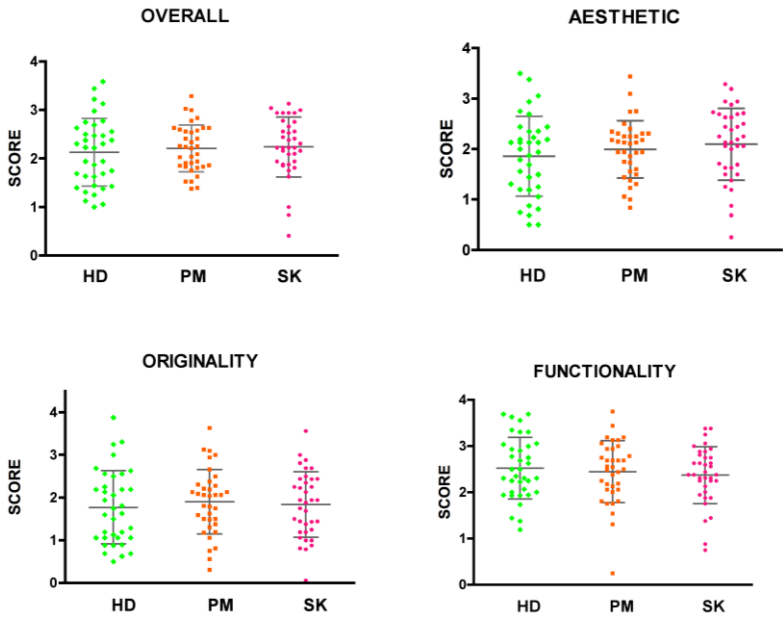 OVERALL
SCORE
4
3
2
1
0
HD PM SK
AESTHETIC
SCORE
4
3
2
1
0
HD PM SK
ORIGINALITY
SCORE
4
3
2
1
0
HD PM SK
FUNCTIONALITY
SCORE
4
3
2
1
0
HD PM SK